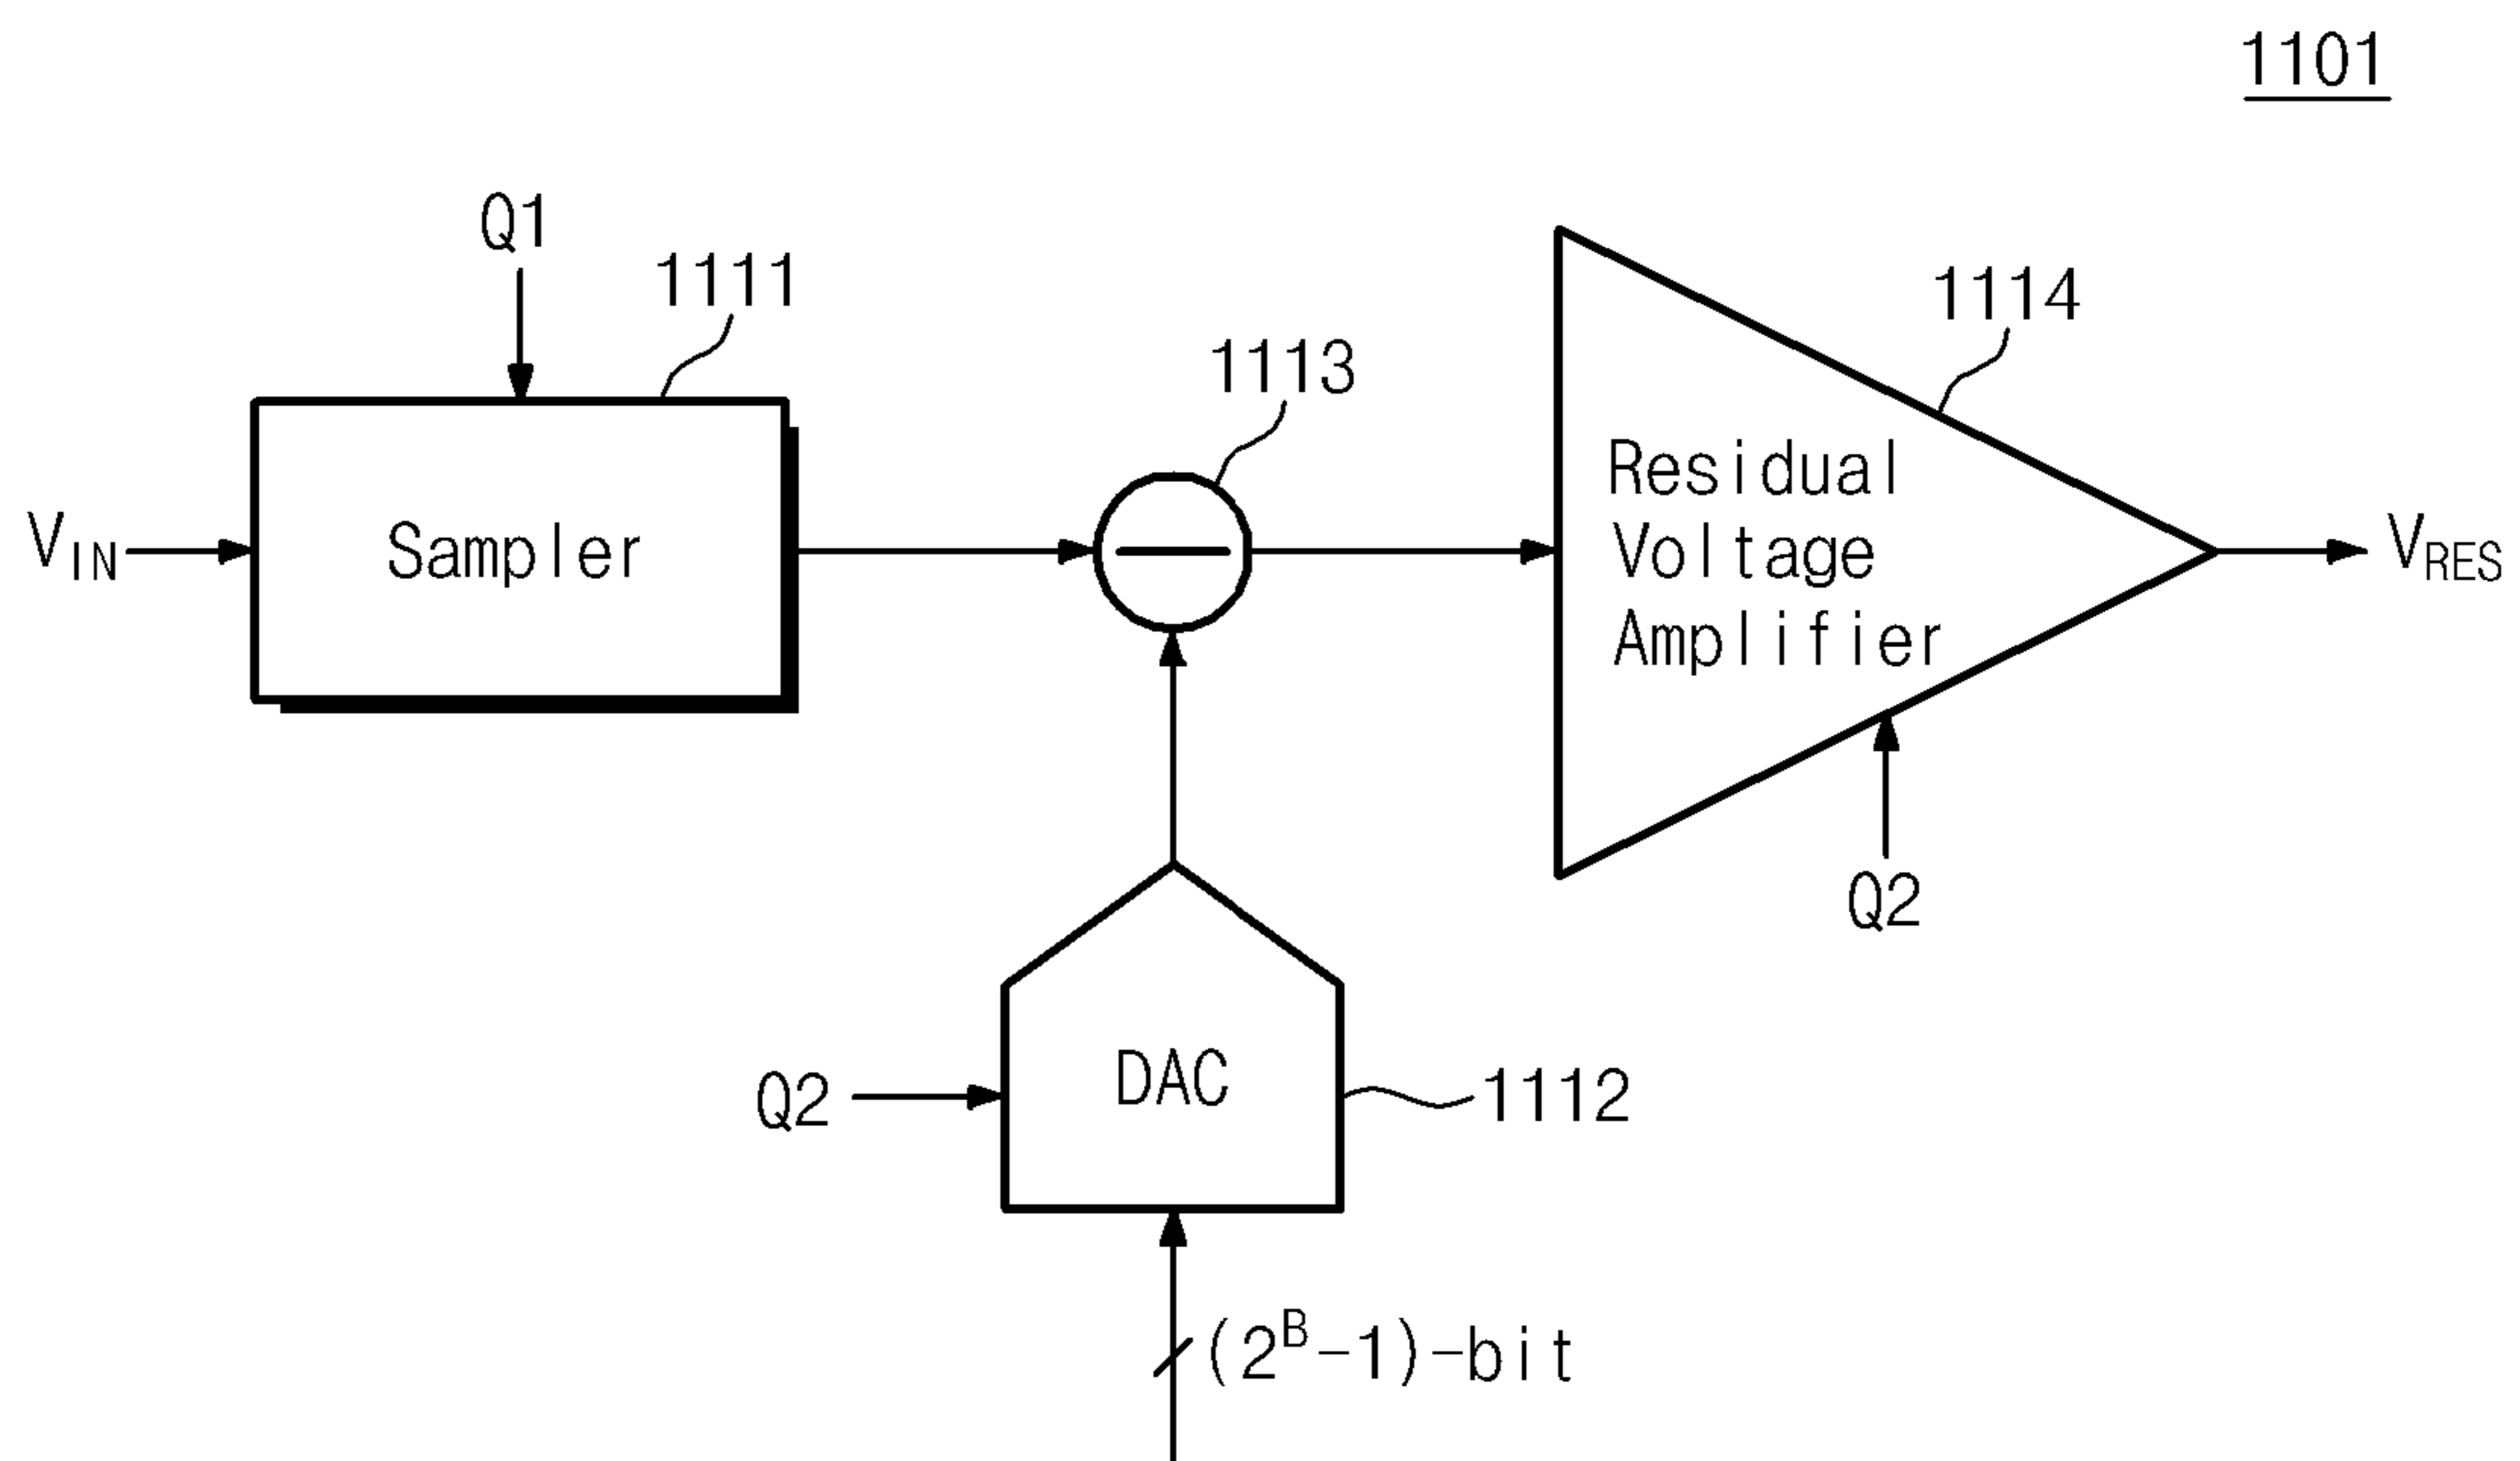 1101
Q1
1111
1113
1114
V_IN
Sampler
Residual
Voltage
Amplifier
V_RES
Q2
Q2
DAC
1112
(2^B-1)-bit